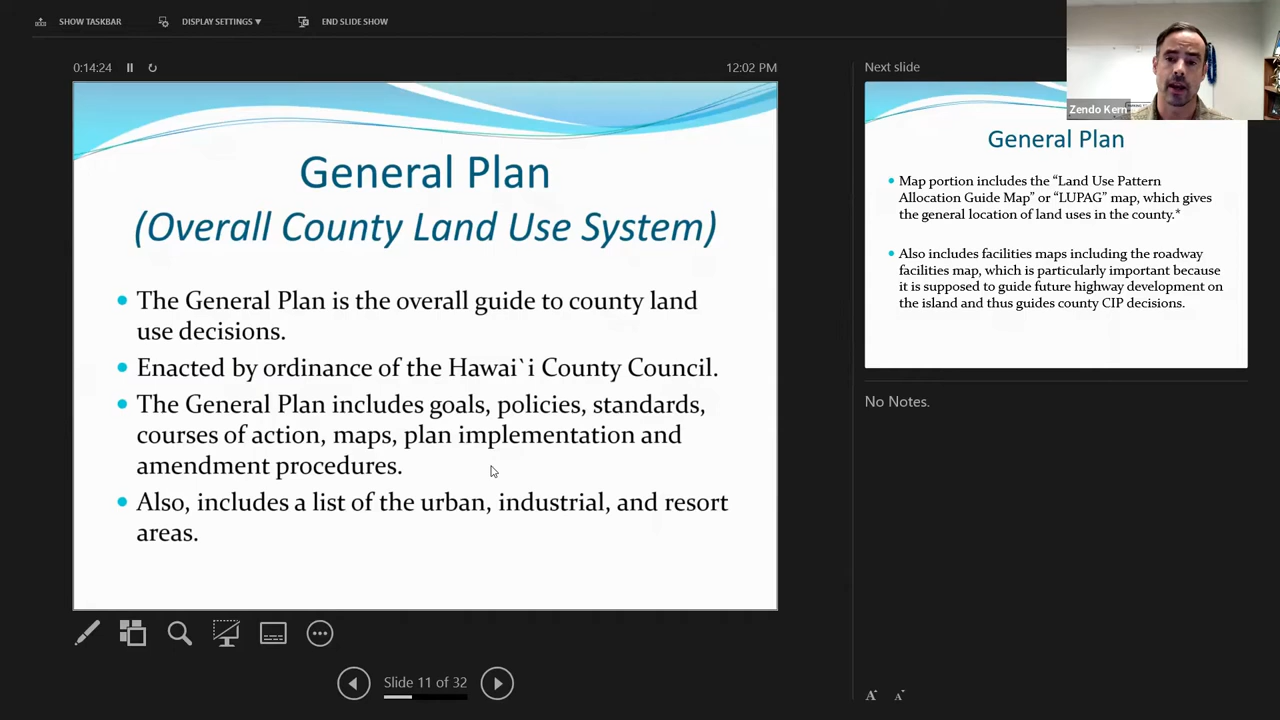 SHOW TASKBAR
DISPLAY SETTINGS ▼
END SLIDE SHOW
0:14:24
12:02 PM
General Plan
(Overall County Land Use System)
• The General Plan is the overall guide to county land
use decisions.
• Enacted by ordinance of the Hawai`i County Council.
• The General Plan includes goals, policies, standards,
courses of action, maps, plan implementation and
amendment procedures.
• Also, includes a list of the urban, industrial, and resort
areas.
Slide 11 of 32
Next slide
Zendo Kern
General Plan
• Map portion includes the “Land Use Pattern
Allocation Guide Map” or “LUPAG” map, which gives
the general location of land uses in the county.*
• Also includes facilities maps including the roadway
facilities map, which is particularly important because
it is supposed to guide future highway development on
the island and thus guides county CIP decisions.
No Notes.
A A